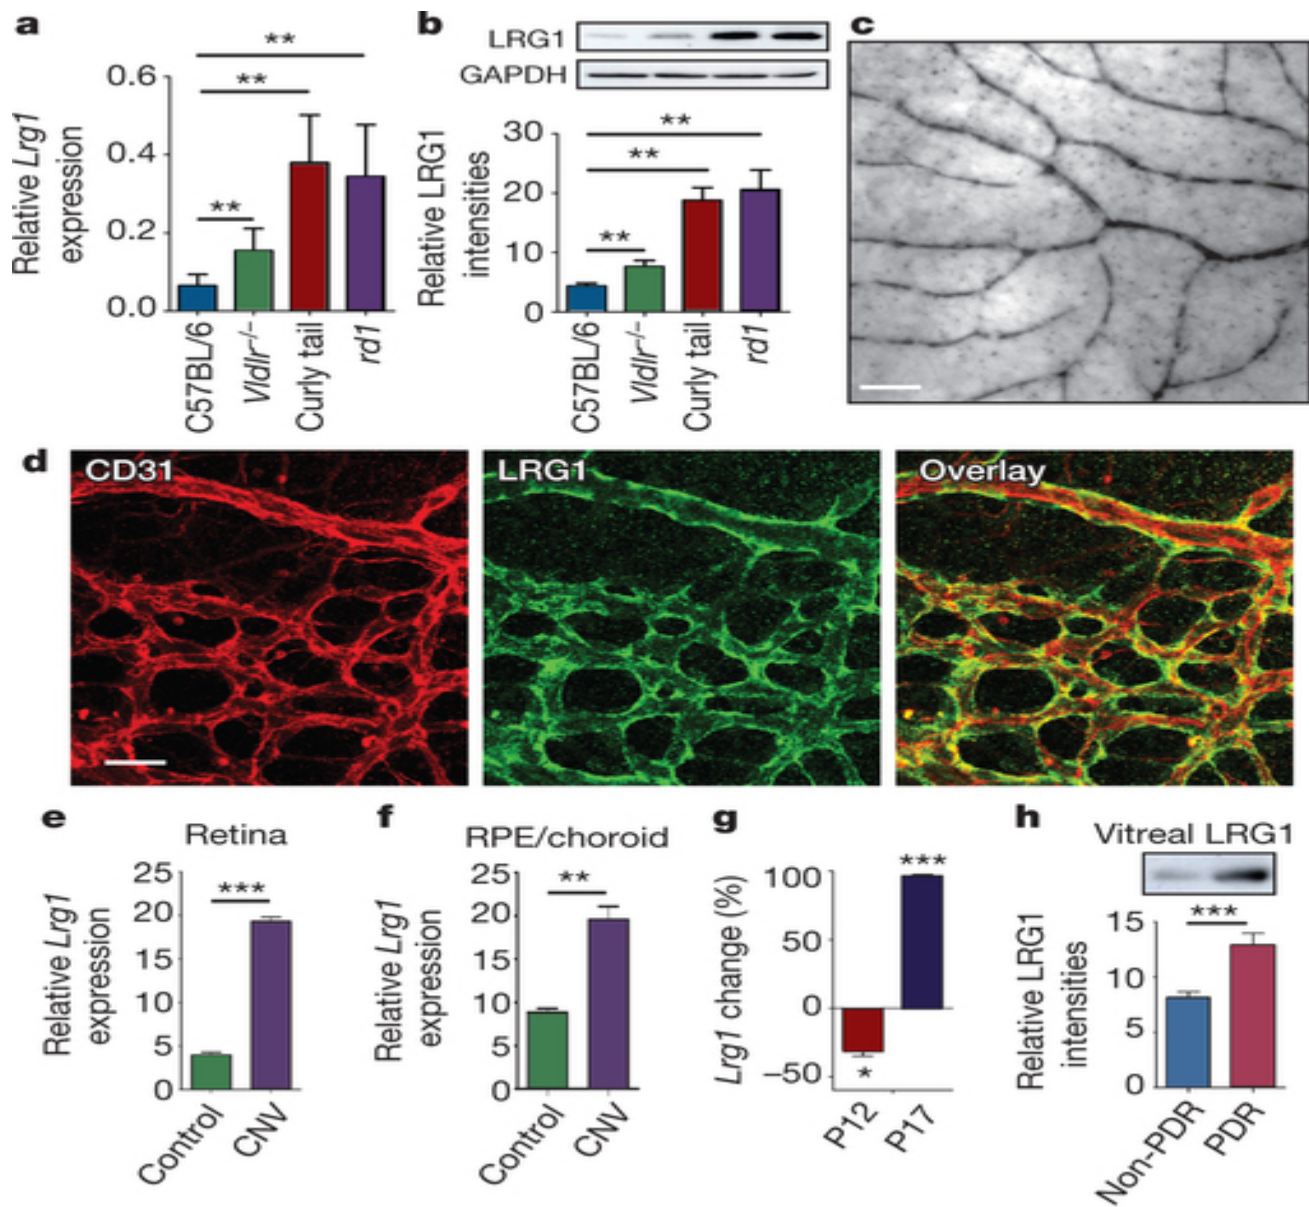 a
**
**
**
0.6
0.4
0.2
0.0
Relative Lrg1
expression
C57BL/6
Vldlr−/−
Curly tail
rd1
b
LRG1
GAPDH
**
**
**
30
20
10
0
Relative LRG1
intensities
C57BL/6
Vldlr−/−
Curly tail
rd1
c
d
CD31
LRG1
Overlay
e
Retina
***
25
20
15
10
5
0
Relative Lrg1
expression
Control
CNV
f
RPE/choroid
**
25
20
15
10
5
0
Relative Lrg1
expression
Control
CNV
g
***
100
50
0
−50
*
Lrg1 change (%)
P12
P17
h
Vitreal LRG1
***
15
10
5
0
Relative LRG1
intensities
Non-PDR
PDR